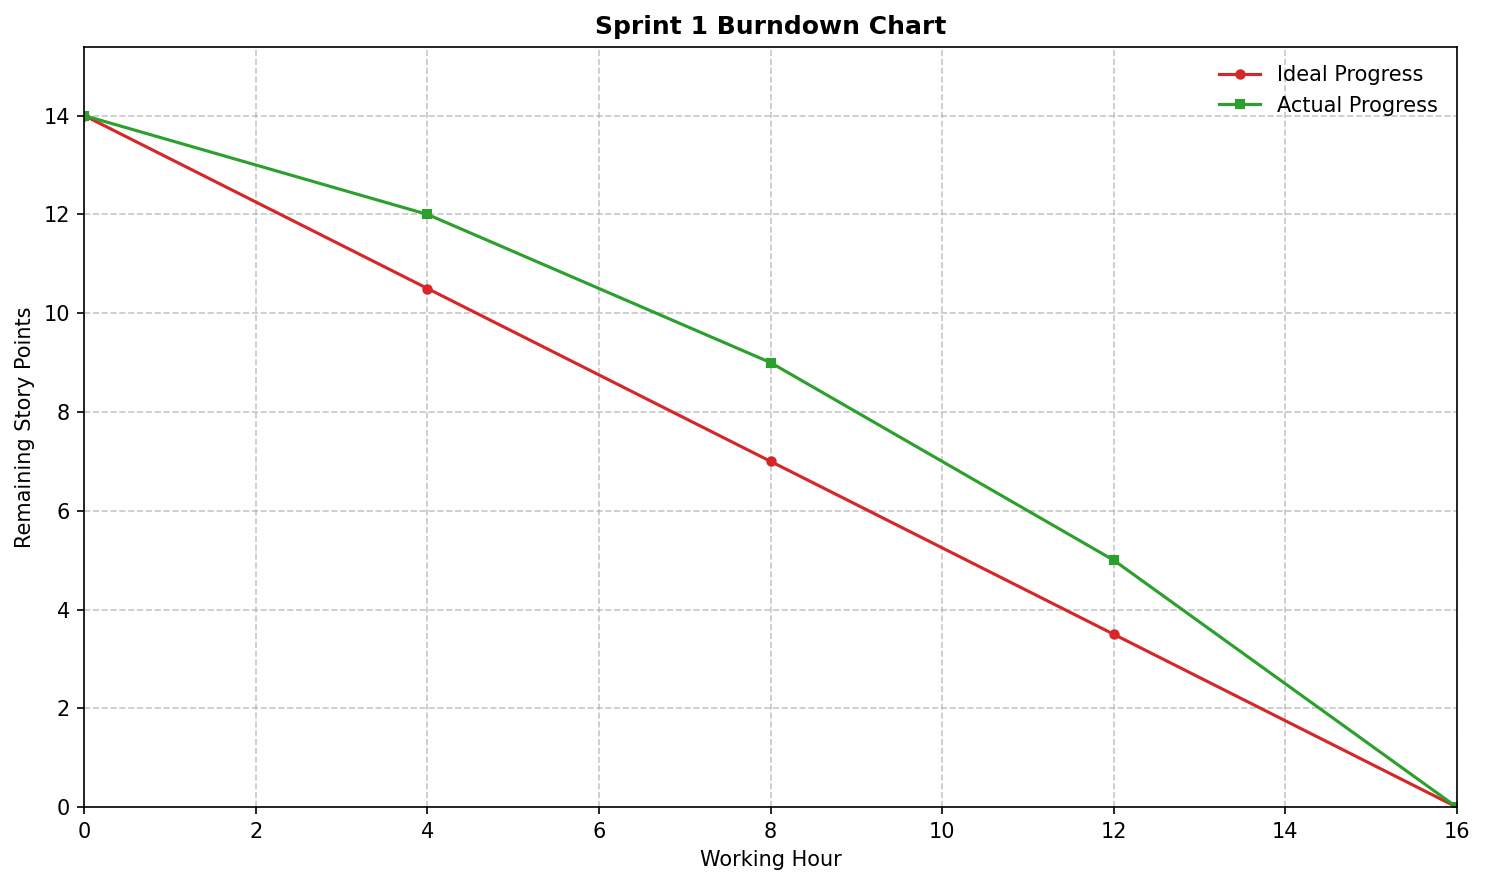 Sprint 1 Burndown Chart
Ideal Progress
Actual Progress
14
12
10
8
6
4
2
0
Remaining Story Points
0 2 4 6 8 10 12 14 16
Working Hour